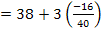 = 38 + 3 (-16/40)